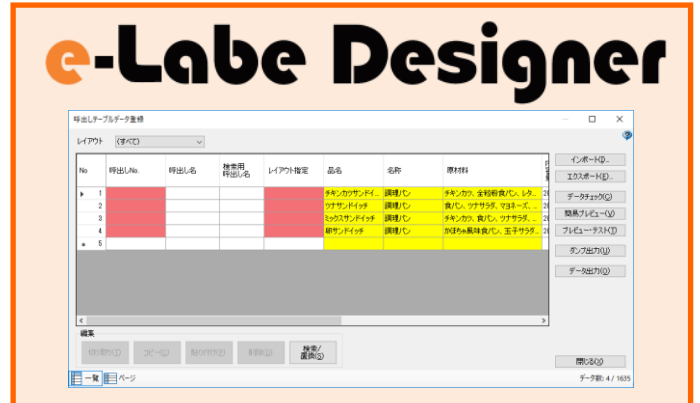 e-Labe Designer
呼出しテーブルデータ登録
レイアウト (すべて)
No 呼出しNo. 呼出し名 検索用呼出し名 レイアウト指定 品名 名称 原材料
1 チキンカツサンドイ... 調理パン チキンカツ、全粒粉食パン、レタ...
2 ツナサンドイッチ 調理パン 食パン、ツナサラダ、マヨネーズ、...
3 ミックスサンドイッチ 調理パン チキンカツ、食パン、ツナサラダ、...
4 卵サンドイッチ 調理パン かぼちゃ風味食パン、玉子サラダ...
5
インポート(I)...
エクスポート(E)...
データチェック(C)
簡易プレビュー(V)
プレビュー・テスト(T)
ダンプ出力(U)
データ出力(O)
編集
切り取り(T) コピー(C) 貼り付け(P) 削除(D) 検索/置換(S)
閉じる(X)
一覧 ページ
データ数: 4 / 1635